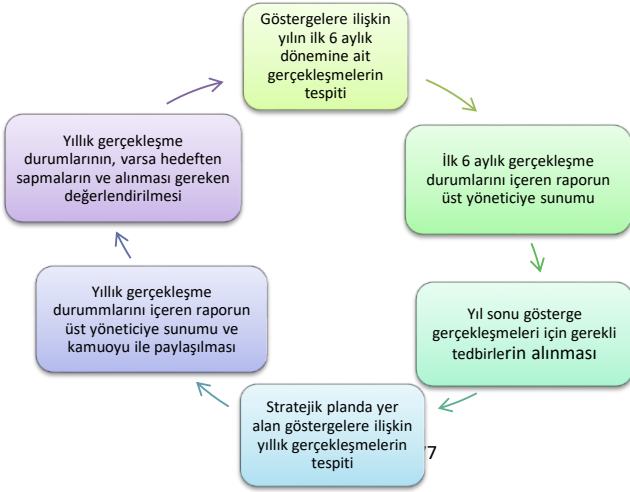 Göstergelere ilişkin
yılın ilk 6 aylık
dönemine ait
gerçekleşmelerin
tespiti
İlk 6 aylık gerçekleşme
durumlarını içeren raporun
üst yöneticiye sunumu
Yıl sonu gösterge
gerçekleşmeleri için gerekli
tedbirlerin alınması
Stratejik planda yer
alan göstergelere ilişkin
yıllık gerçekleşmelerin
tespiti
Yıllık gerçekleşme
durummlarını içeren raporun
üst yöneticiye sunumu ve
kamuoyu ile paylaşılması
Yıllık gerçekleşme
durumlarının, varsa hedeften
sapmaların ve alınması gereken
değerlendirilmesi